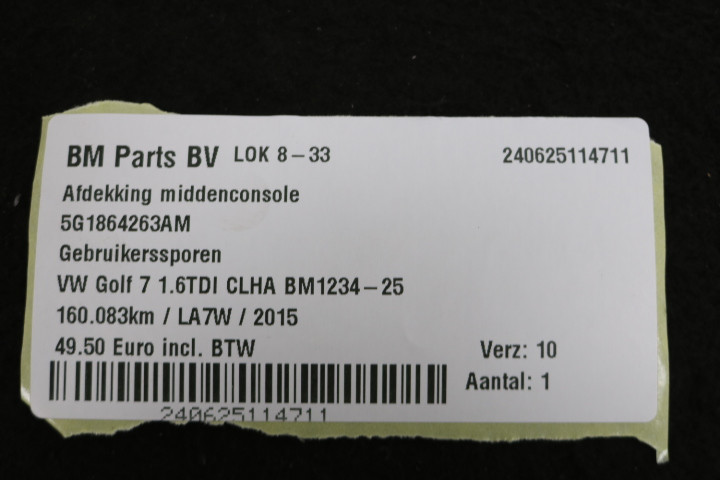 BM Parts BV LOK 8-33 240625114711
Afdekking middenconsole
5G1864263AM
Gebruikerssporen
VW Golf 7 1.6TDI CLHA BM1234-25
160.083km / LA7W / 2015
49.50 Euro incl. BTW Verz: 10
Aantal: 1
240625114711